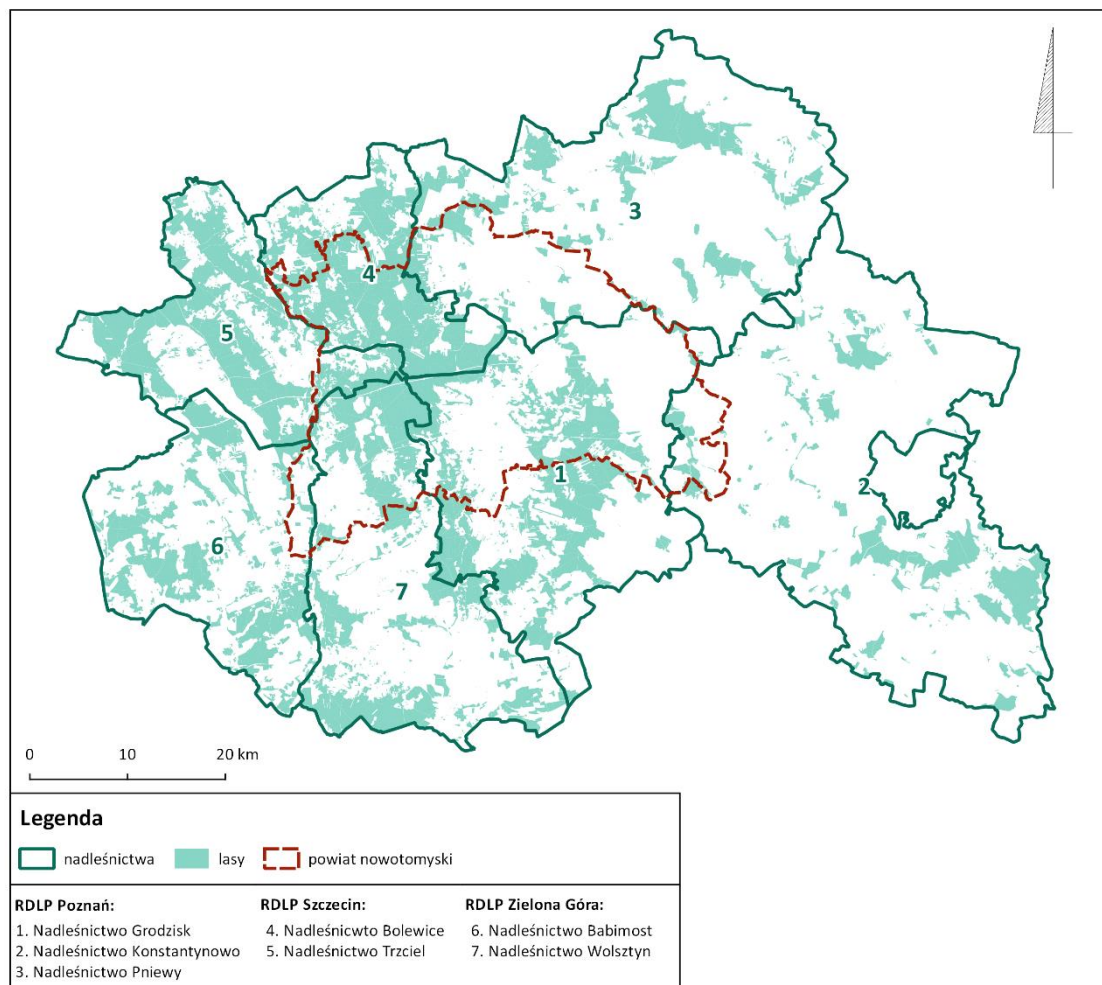 3
4
5
1
2
6
7
0 10 20 km
Legenda
nadleśnictwa lasy powiat nowotomyski
RDLP Poznań: RDLP Szczecin: RDLP Zielona Góra:
1. Nadleśnictwo Grodzisk 4. Nadleśnicwto Bolewice 6. Nadleśnictwo Babimost
2. Nadleśnictwo Konstantynowo 5. Nadleśnictwo Trzciel 7. Nadleśnictwo Wolsztyn
3. Nadleśnictwo Pniewy